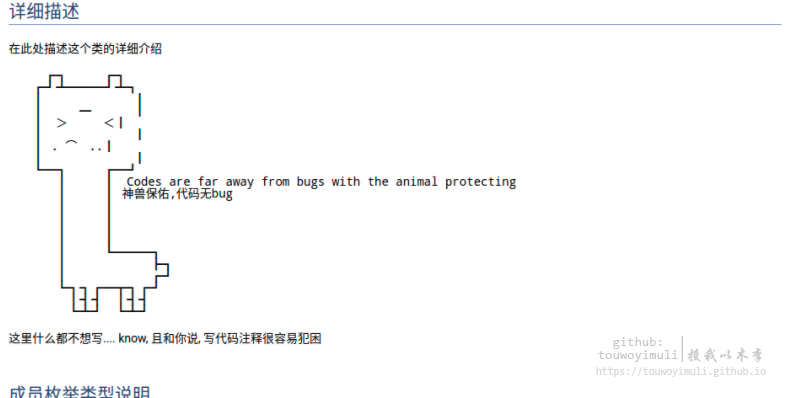 详细描述
在此处描述这个类的详细介绍
Codes are far away from bugs with the animal protecting
神兽保佑,代码无bug
这里什么都不想写.... know, 且和你说, 写代码注释很容易犯困
github:
touwoyimuli
投我以木李
https://touwoyimuli.github.io
成员枚举类型说明